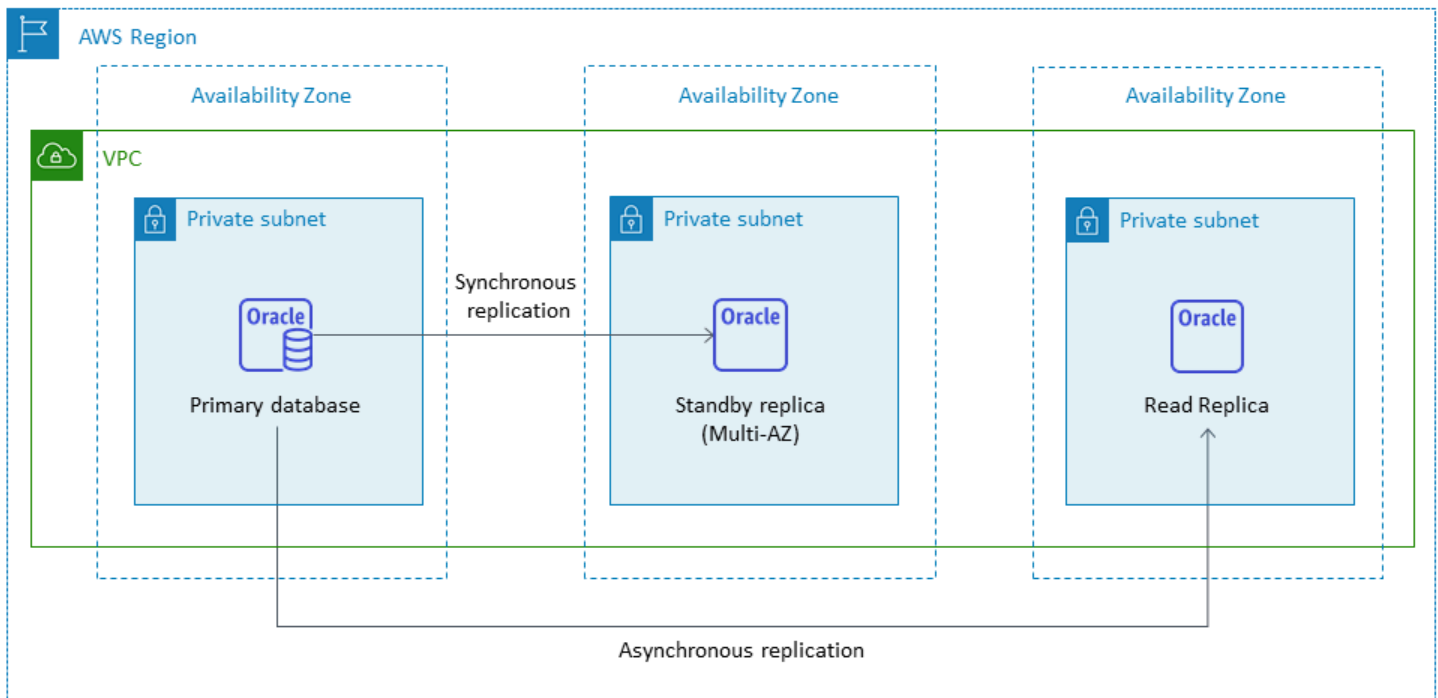 AWS Region
Availability Zone
Availability Zone
Availability Zone
VPC
Private subnet
Private subnet
Private subnet
Synchronous
replication
Oracle
Oracle
Oracle
Primary database
Standby replica
(Multi-AZ)
Read Replica
Asynchronous replication